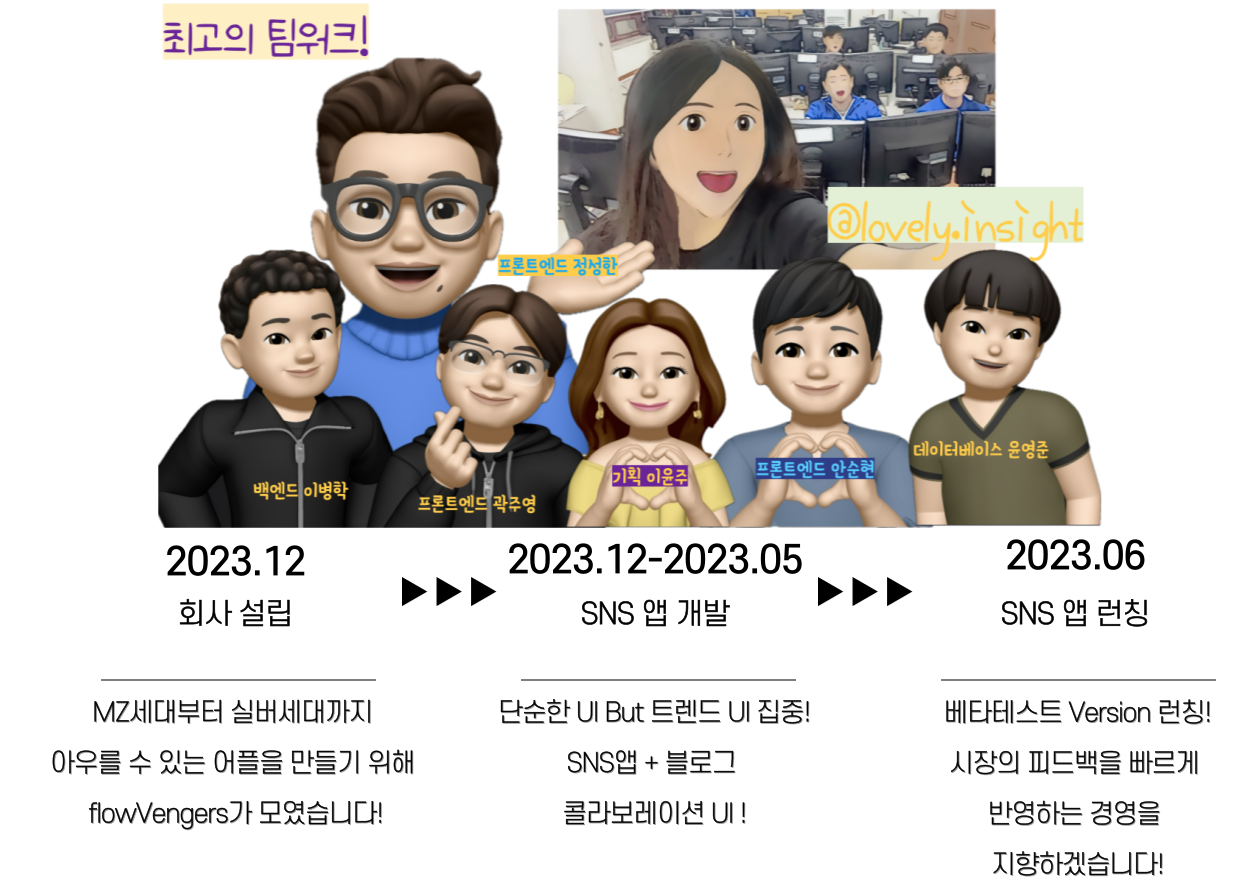 최고의 팀워크!
@lovely.insight
프론트엔드 정성한
백엔드 이병학
프론트엔드 곽주영
기획 이윤주
프론트엔드 안순현
데이터베이스 윤영준
2023.12
회사 설립
MZ세대부터 실버세대까지
아우를 수 있는 어플을 만들기 위해
flowVengers가 모였습니다!
2023.12-2023.05
SNS 앱 개발
단순한 UI But 트렌드 UI 집중!
SNS앱 + 블로그
콜라보레이션 UI !
2023.06
SNS 앱 런칭
베타테스트 Version 런칭!
시장의 피드백을 빠르게
반영하는 경영을
지향하겠습니다!